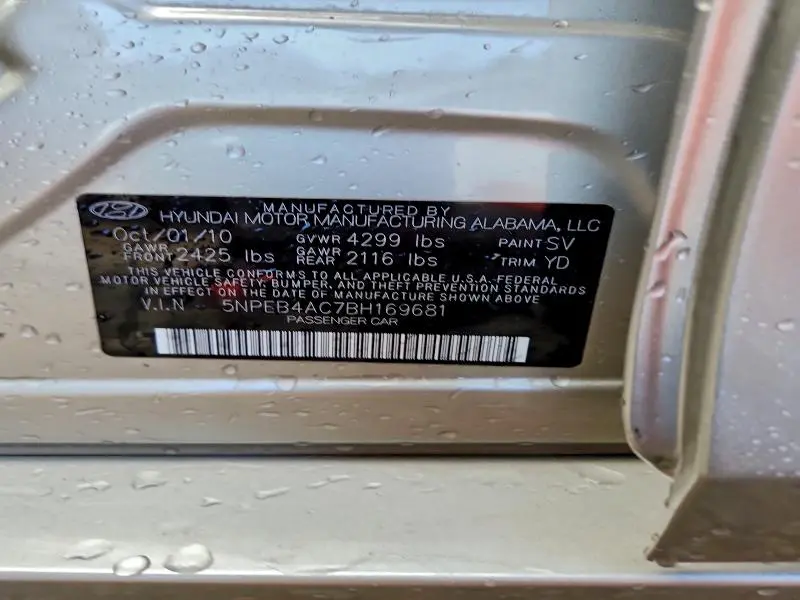 MANUFACTURED BY
HYUNDAI MOTOR MANUFACTURING ALABAMA, LLC
Oct/01/10 GVWR 4299 lbs PAINT SV
GAWR FRONT 2425 lbs GAWR REAR 2116 lbs TRIM YD
THIS VEHICLE CONFORMS TO ALL APPLICABLE U.S.A. FEDERAL
MOTOR VEHICLE SAFETY, BUMPER, AND THEFT PREVENTION STANDARDS
IN EFFECT ON THE DATE OF MANUFACTURE SHOWN ABOVE
V.I.N 5NPEB4AC7BH169681
PASSENGER CAR